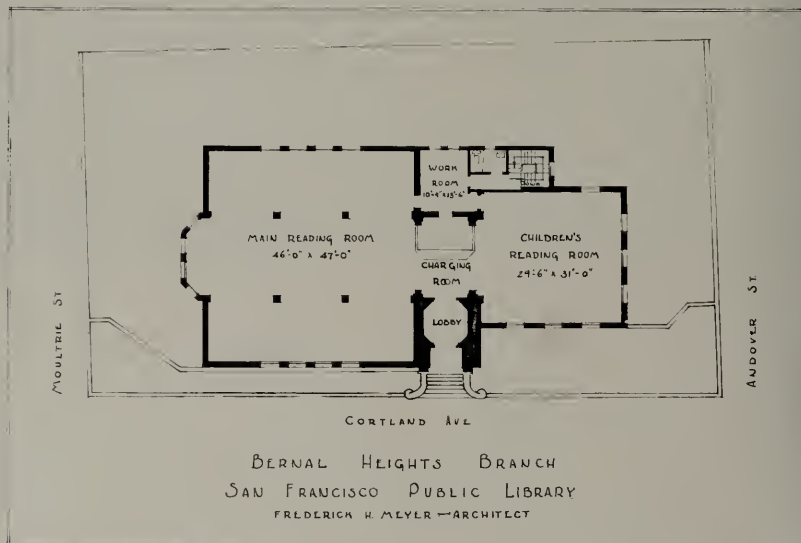 WORK
ROOM
DOWN
MAIN READING ROOM
46'-0" X 47'-0"
CHILDREN'S
READING ROOM
29'-6" X 31'-0"
CHARGING
ROOM
LOBBY
MOULTRIE ST
ANDOVER ST.
CORTLAND AVE
BERNAL HEIGHTS BRANCH
SAN FRANCISCO PUBLIC LIBRARY
FREDERICK H. MEYER — ARCHITECT